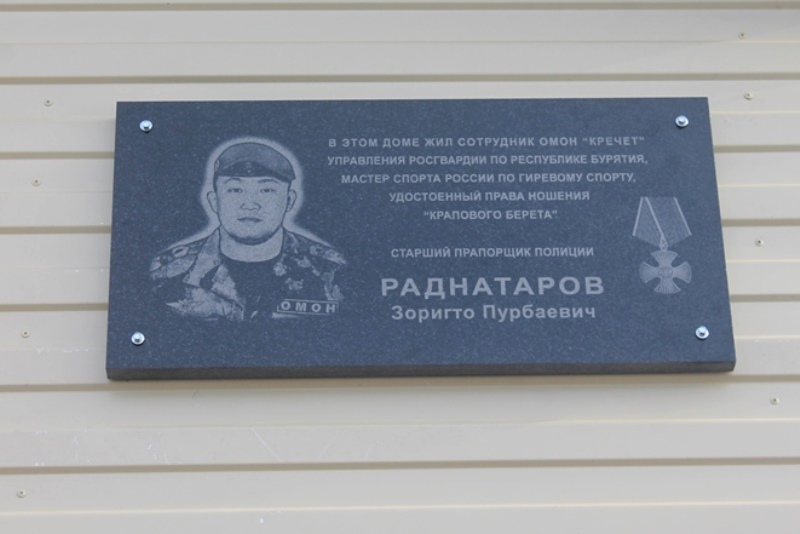 В ЭТОМ ДОМЕ ЖИЛ СОТРУДНИК ОМОН "КРЕЧЕТ"
УПРАВЛЕНИЯ РОСГВАРДИИ ПО РЕСПУБЛИКЕ БУРЯТИЯ,
МАСТЕР СПОРТА РОССИИ ПО ГИРЕВОМУ СПОРТУ,
УДОСТОЕННЫЙ ПРАВА НОШЕНИЯ
"КРАПОВОГО БЕРЕТА"
СТАРШИЙ ПРАПОРЩИК ПОЛИЦИИ
РАДНАТАРОВ
Зоригто Пурбаевич
ОМОН